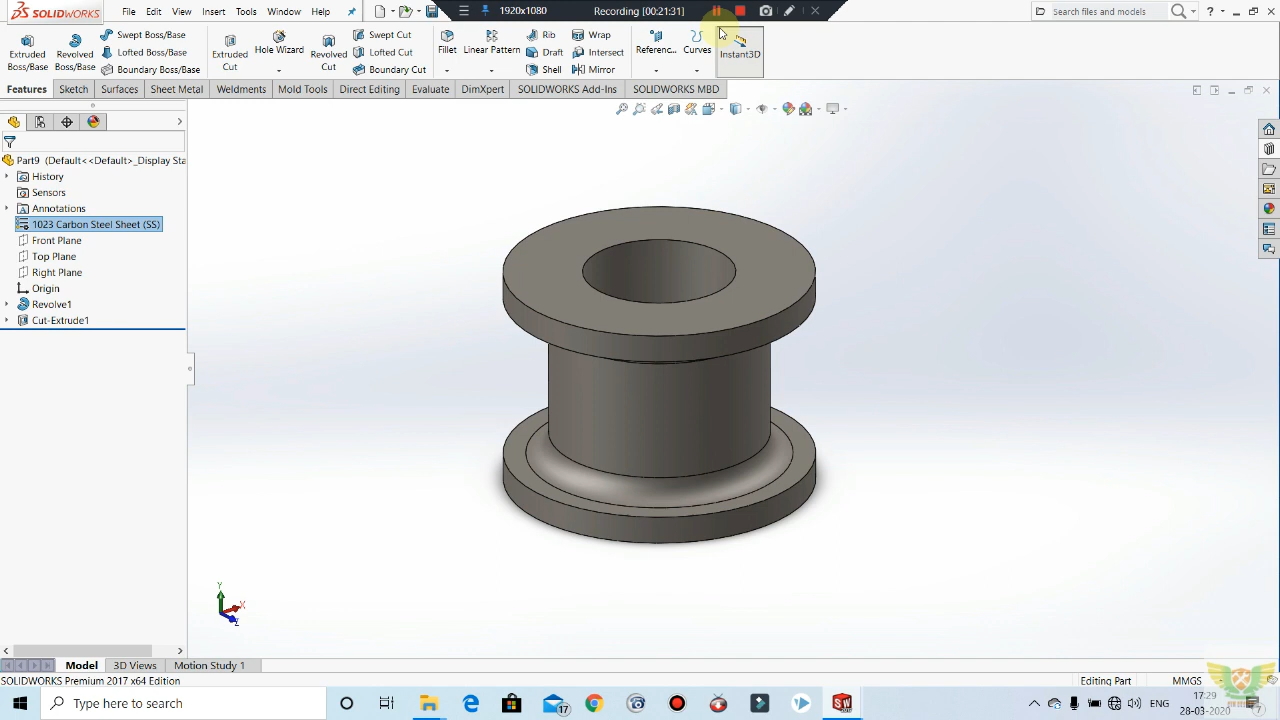 SOLIDWORKS
File
Edit
View
Insert
Tools
Window
Help
1920x1080
Recording [00:21:31]
search files and models
Extruded Boss/Base
Revolved Boss/Base
Swept Boss/Base
Lofted Boss/Base
Boundary Boss/Base
Extruded Cut
Hole Wizard
Revolved Cut
Swept Cut
Lofted Cut
Boundary Cut
Fillet
Linear Pattern
Rib
Draft
Shell
Wrap
Intersect
Mirror
Referenc...
Curves
Instant3D
Features
Sketch
Surfaces
Sheet Metal
Weldments
Mold Tools
Direct Editing
Evaluate
DimXpert
SOLIDWORKS Add-Ins
SOLIDWORKS MBD
Part9 (Default<<Default>_Display Sta
History
Sensors
Annotations
1023 Carbon Steel Sheet (SS)
Front Plane
Top Plane
Right Plane
Origin
Revolve1
Cut-Extrude1
Y
X
Z
Model
3D Views
Motion Study 1
SOLIDWORKS Premium 2017 x64 Edition
Editing Part
MMGS
Type here to search
17
ENG
17:29
28-03-2020
7